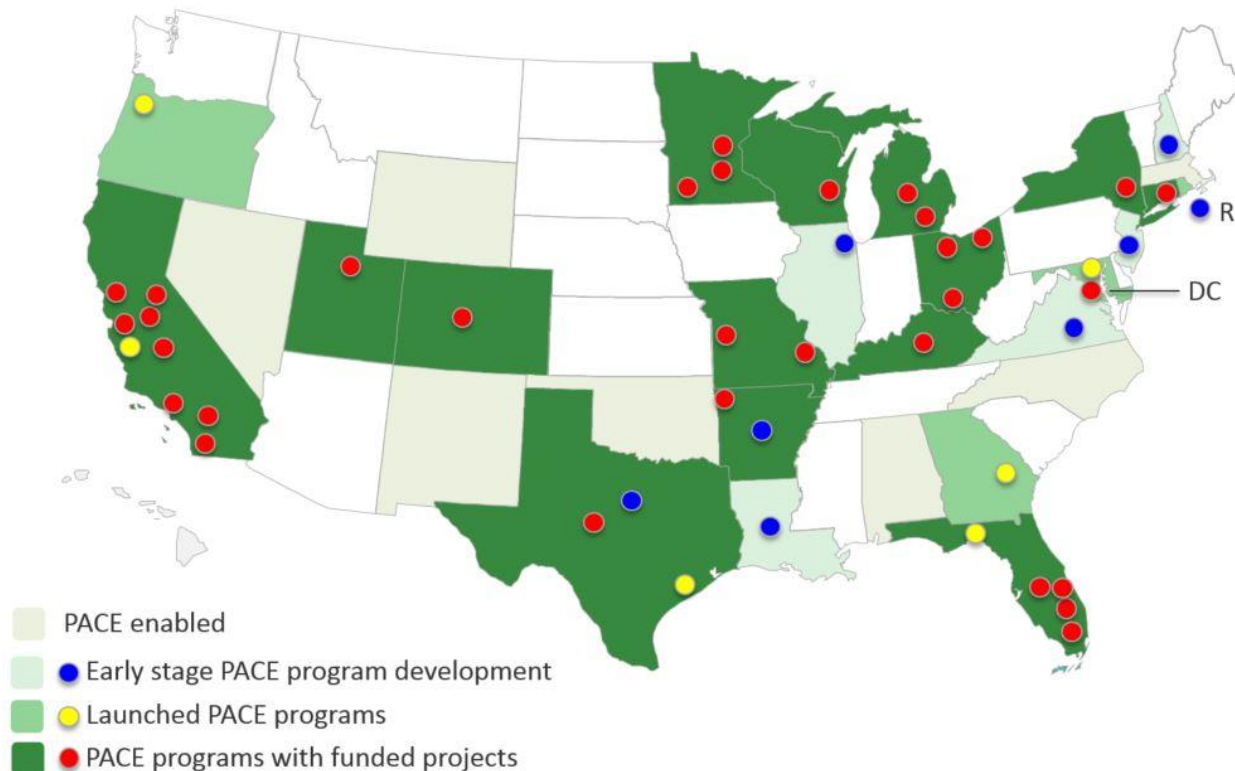 R
DC
PACE enabled
Early stage PACE program development
Launched PACE programs
PACE programs with funded projects